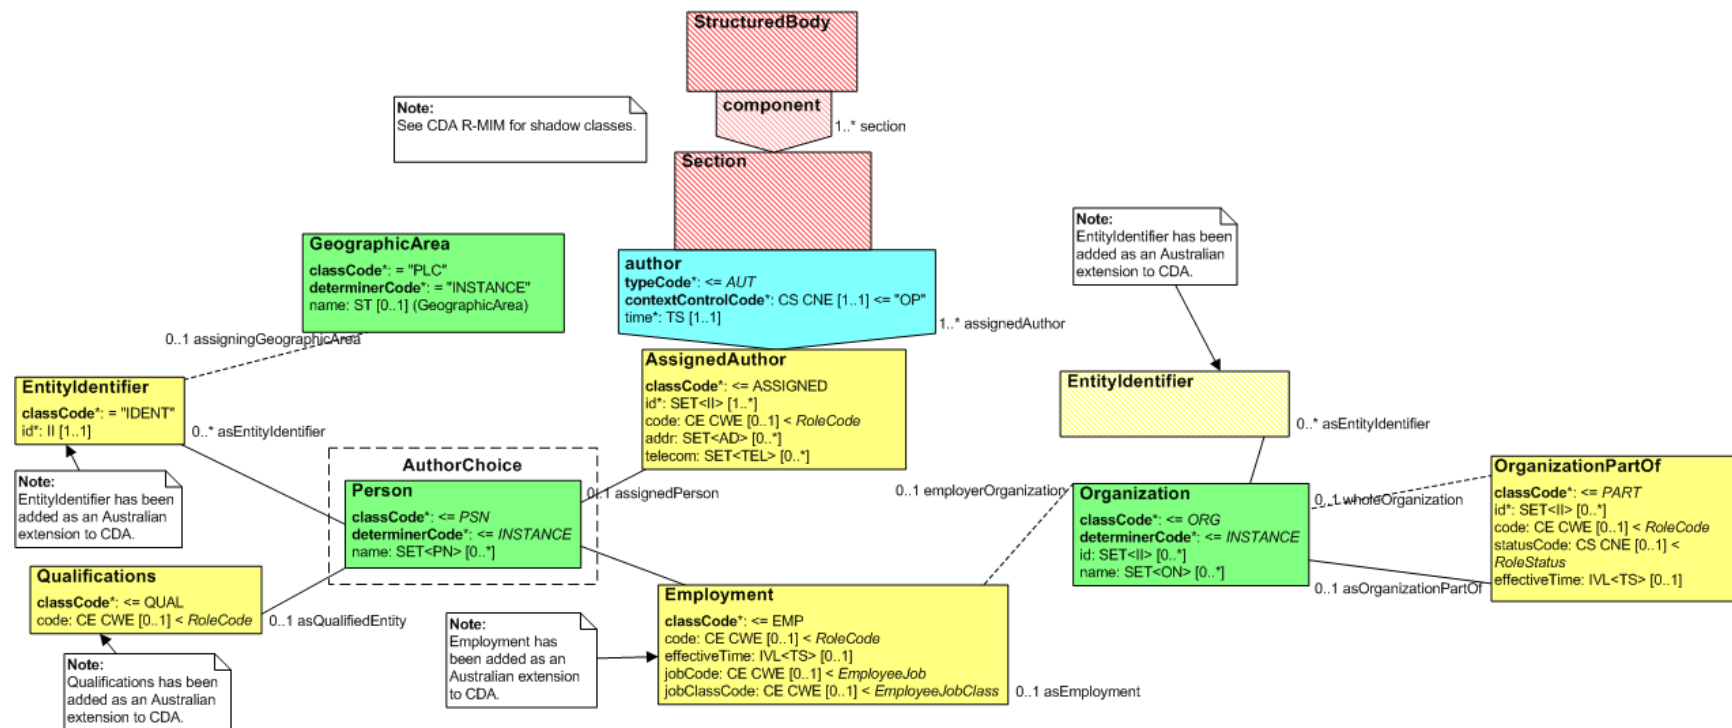 StructuredBody
component
1..* section
Note:
See CDA R-MIM for shadow classes.
Section
Note:
EntityIdentifier has been
added as an Australian
extension to CDA.
GeographicArea
classCode*: = "PLC"
determinerCode*: = "INSTANCE"
name: ST [0..1] (GeographicArea)
author
typeCode*: <= AUT
contextControlCode*: CS CNE [1..1] <= "OP"
time*: TS [1..1]
1..* assignedAuthor
0..1 assigningGeographicArea
AssignedAuthor
classCode*: <= ASSIGNED
id*: SET<II> [1..*]
code: CE CWE [0..1] < RoleCode
addr: SET<AD> [0..*]
telecom: SET<TEL> [0..*]
EntityIdentifier
classCode*: = "IDENT"
id*: II [1..1]
0..* asEntityIdentifier
EntityIdentifier
0..* asEntityIdentifier
Note:
EntityIdentifier has been
added as an Australian
extension to CDA.
AuthorChoice
Person
classCode*: <= PSN
determinerCode*: <= INSTANCE
name: SET<PN> [0..*]
0..1 assignedPerson
0..1 employerOrganization
Organization
classCode*: <= ORG
determinerCode*: <= INSTANCE
id: SET<II> [0..*]
name: SET<ON> [0..*]
0..1 wholeOrganization
OrganizationPartOf
classCode*: <= PART
id*: SET<II> [0..*]
code: CE CWE [0..1] < RoleCode
statusCode: CS CNE [0..1] <
RoleStatus
effectiveTime: IVL<TS> [0..1]
0..1 asOrganizationPartOf
Qualifications
classCode*: <= QUAL
code: CE CWE [0..1] < RoleCode
0..1 asQualifiedEntity
Note:
Qualifications has been
added as an Australian
extension to CDA.
Note:
Employment has
been added as an
Australian extension
to CDA.
Employment
classCode*: <= EMP
code: CE CWE [0..1] < RoleCode
effectiveTime: IVL<TS> [0..1]
jobCode: CE CWE [0..1] < EmployeeJob
jobClassCode: CE CWE [0..1] < EmployeeJobClass
0..1 asEmployment